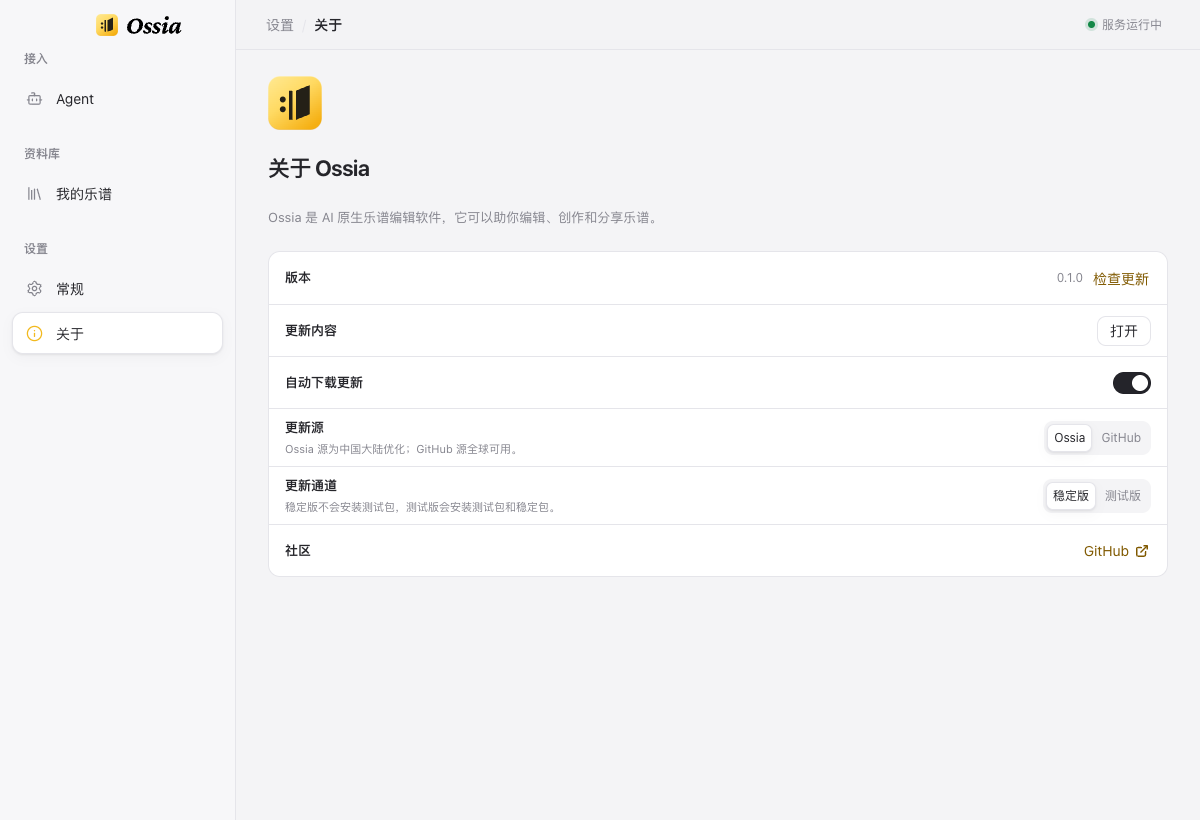 Ossia
接入
Agent
资料库
我的乐谱
设置
常规
关于
设置 / 关于
服务运行中
关于 Ossia
Ossia 是 AI 原生乐谱编辑软件，它可以助你编辑、创作和分享乐谱。
版本
0.1.0 检查更新
更新内容
打开
自动下载更新
更新源
Ossia 源为中国大陆优化；GitHub 源全球可用。
Ossia GitHub
更新通道
稳定版不会安装测试包，测试版会安装测试包和稳定包。
稳定版 测试版
社区
GitHub